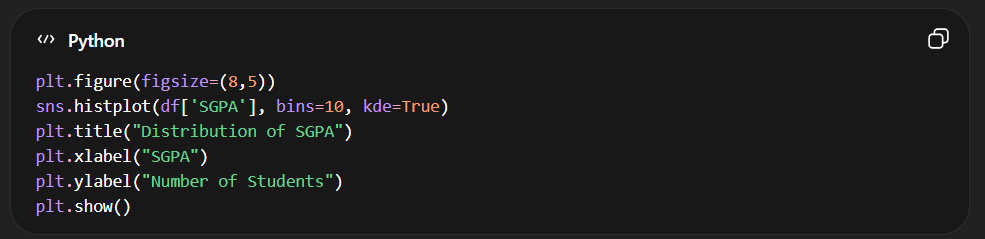 Python
plt.figure(figsize=(8,5))
sns.histplot(df['SGPA'], bins=10, kde=True)
plt.title("Distribution of SGPA")
plt.xlabel("SGPA")
plt.ylabel("Number of Students")
plt.show()